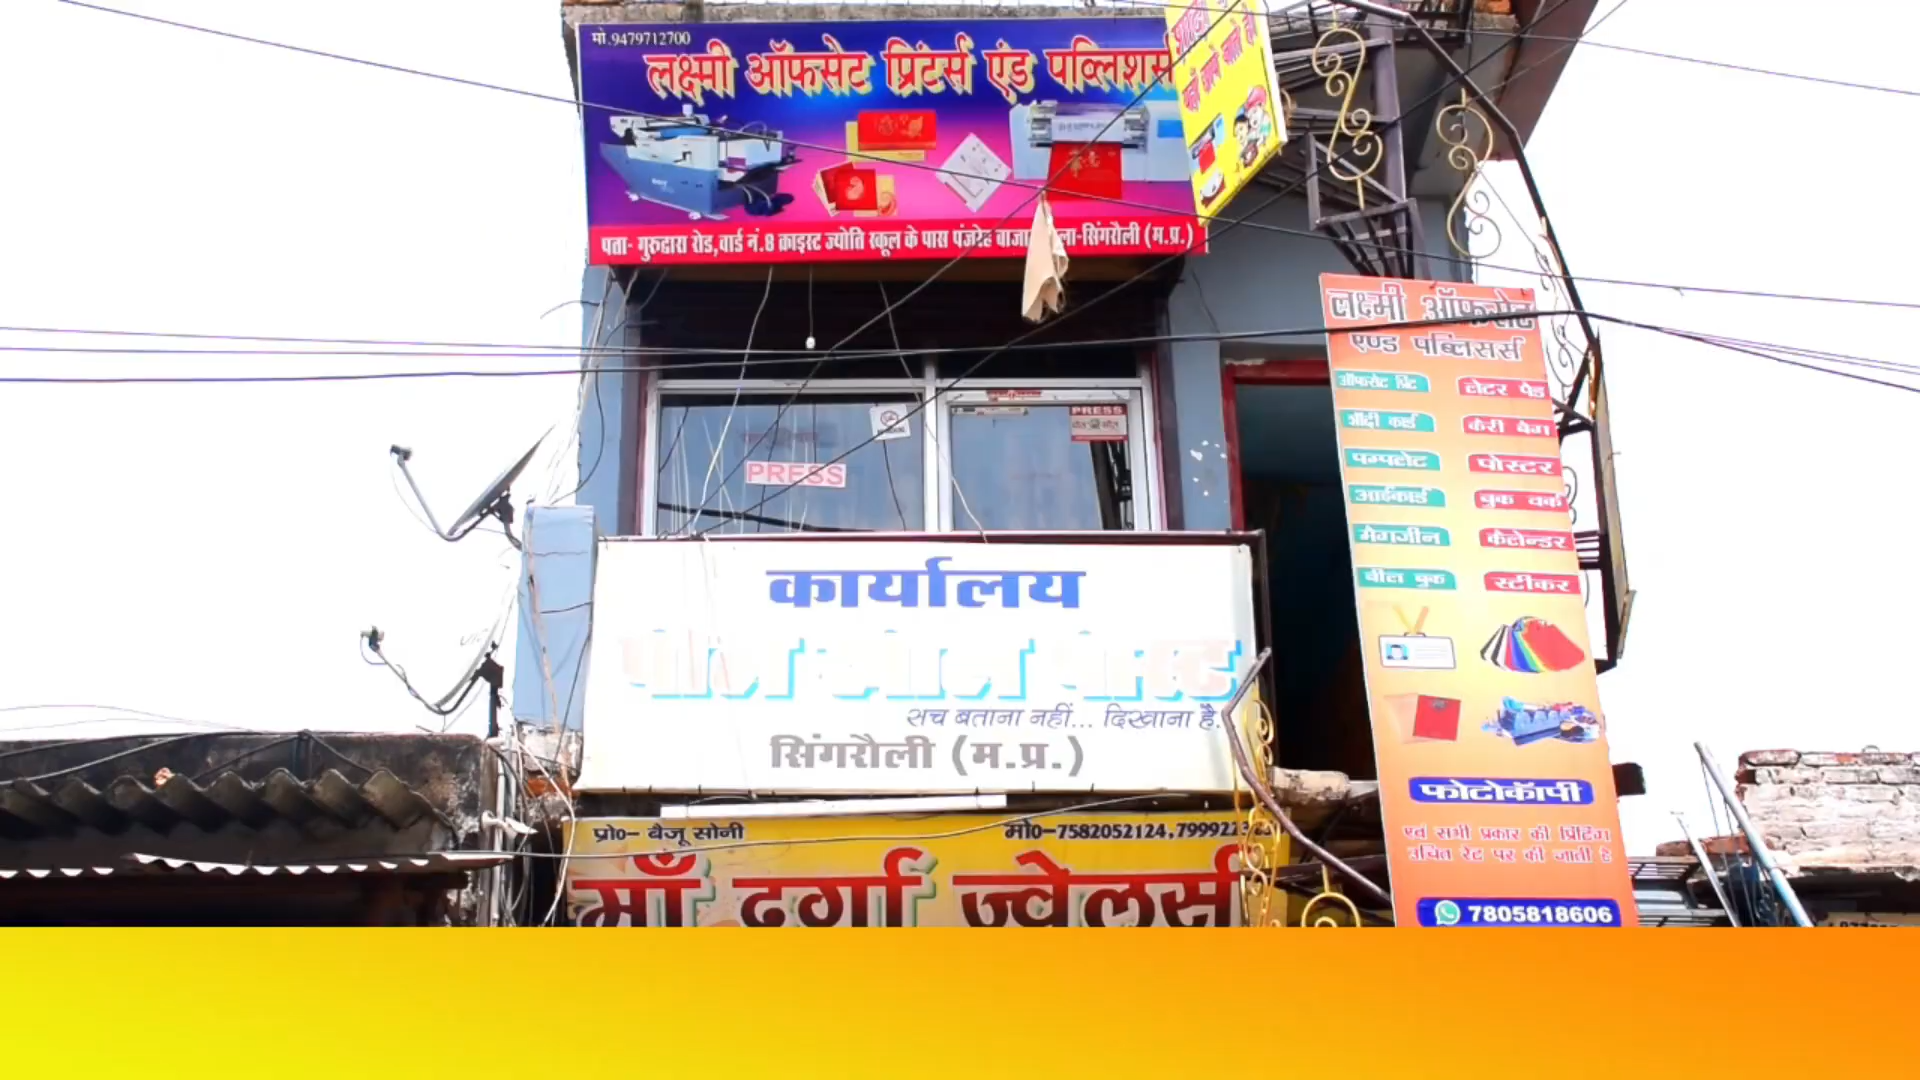 मो.9479712700
लक्ष्मी ऑफसेट प्रिंटर्स एंड पब्लिशर्स
पता- गुरुद्वारा रोड,वार्ड नं.8 क्राइस्ट ज्योति स्कूल के पास पंजरेह
सिंगरौली (म.प्र.)
PRESS
PRESS
कार्यालय
पोल खोल पोस्ट
सच बताना नहीं... दिखाना है.
सिंगरौली (म.प्र.)
प्रो०- बैजू सोनी
मो०-7582052124,
माँ दुर्गा ज्वेलर्स
लक्ष्मी ऑफसेट
एण्ड पब्लिसर्स
ऑफसेट प्रिंट लेटर पैड
शादी कार्ड कैरी बैग
पम्पलेट पोस्टर
आईकार्ड बुक वर्क
मैगजीन कैलेन्डर
बील बुक स्टीकर
फोटोकॉपी
एवं सभी प्रकार की प्रिंटिंग
उचित रेट पर की जाती है
7805818606